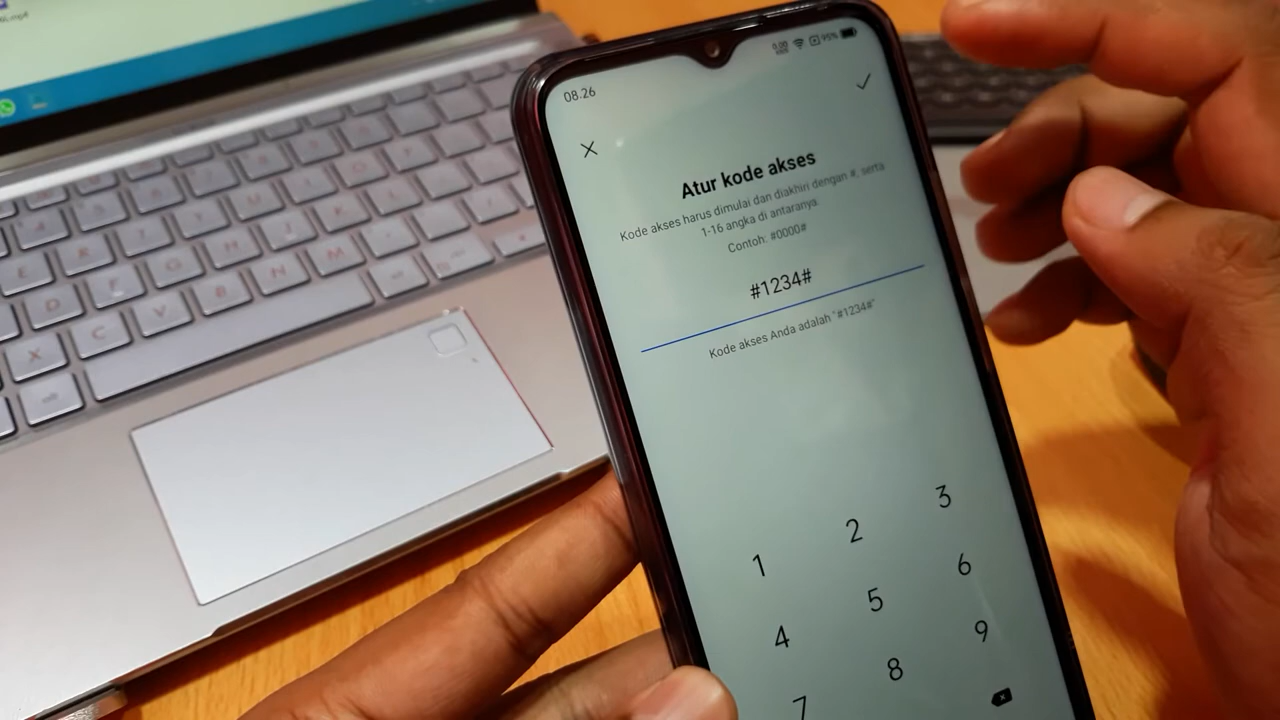 08.26
95%
Atur kode akses
Kode akses harus dimulai dan diakhiri dengan #, serta
1-16 angka di antaranya
Contoh: #0000#
#1234#
Kode akses Anda adalah "#1234#"
1 2 3
4 5 6
7 8 9
E R T Y U
D F G H J K L
X C V B N M